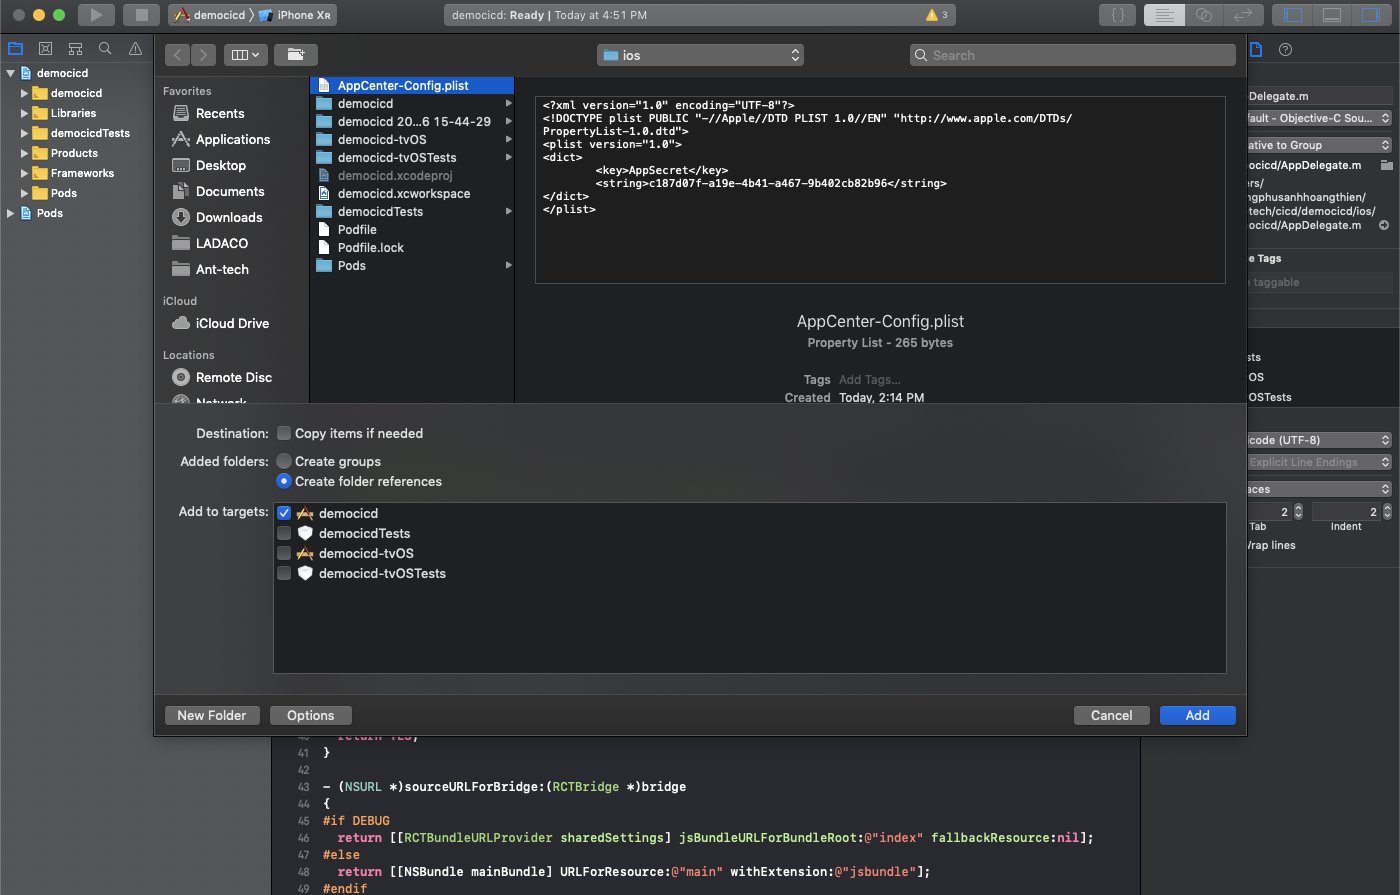 democicd
iPhone XR
democicd: Ready | Today at 4:51 PM
3
ios
Search
democicd
democicd
Libraries
democicdTests
Products
Frameworks
Pods
Pods
Favorites
Recents
Applications
Desktop
Documents
Downloads
LADACO
Ant-tech
iCloud
iCloud Drive
Locations
Remote Disc
Network
AppCenter-Config.plist
democicd
democicd 20...6 15-44-29
democicd-tvOS
democicd-tvOSTests
democicd.xcodeproj
democicd.xcworkspace
democicdTests
Podfile
Podfile.lock
Pods
<?xml version="1.0" encoding="UTF-8"?>
<!DOCTYPE plist PUBLIC "-//Apple//DTD PLIST 1.0//EN" "http://www.apple.com/DTDs/
PropertyList-1.0.dtd">
<plist version="1.0">
<dict>
<key>AppSecret</key>
<string>c187d07f-a19e-4b41-a467-9b402cb82b96</string>
</dict>
</plist>
AppCenter-Config.plist
Property List - 265 bytes
Tags Add Tags...
Created Today, 2:14 PM
Destination: Copy items if needed
Added folders: Create groups
Create folder references
Add to targets: democicd
democicdTests
democicd-tvOS
democicd-tvOSTests
New Folder
Options
Cancel
Add
Delegate.m
fault - Objective-C Sou...
ative to Group
ocicd/AppDelegate.m
ers/
ngphusanhhoangthien/
tech/cicd/democicd/ios/
ocicd/AppDelegate.m
e Tags
taggable
sts
OS
OSTests
icode (UTF-8)
Explicit Line Endings
aces
2 2
Tab Indent
Wrap lines
40 return YES;
41 }
42
43 - (NSURL *)sourceURLForBridge:(RCTBridge *)bridge
44 {
45 #if DEBUG
46 return [[RCTBundleURLProvider sharedSettings] jsBundleURLForBundleRoot:@"index" fallbackResource:nil];
47 #else
48 return [[NSBundle mainBundle] URLForResource:@"main" withExtension:@"jsbundle"];
49 #endif